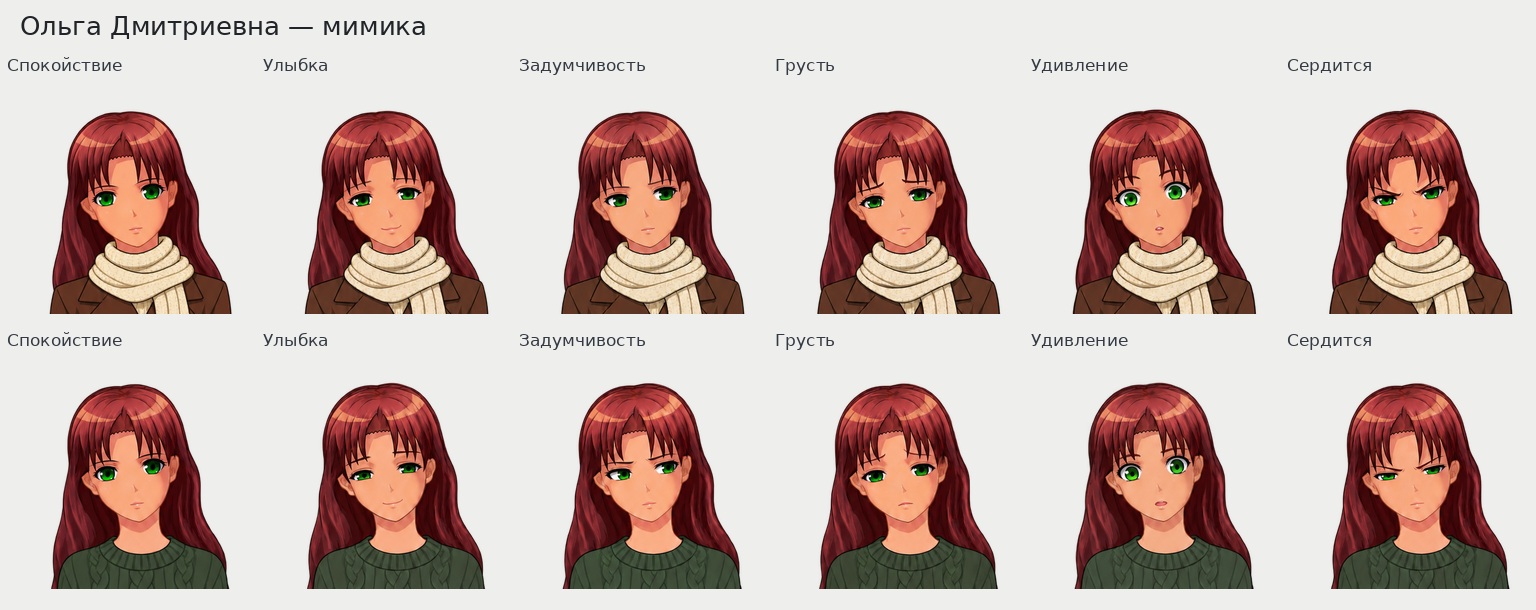 Ольга Дмитриевна — мимика
Спокойствие Улыбка Задумчивость Грусть Удивление Сердится
Спокойствие Улыбка Задумчивость Грусть Удивление Сердится